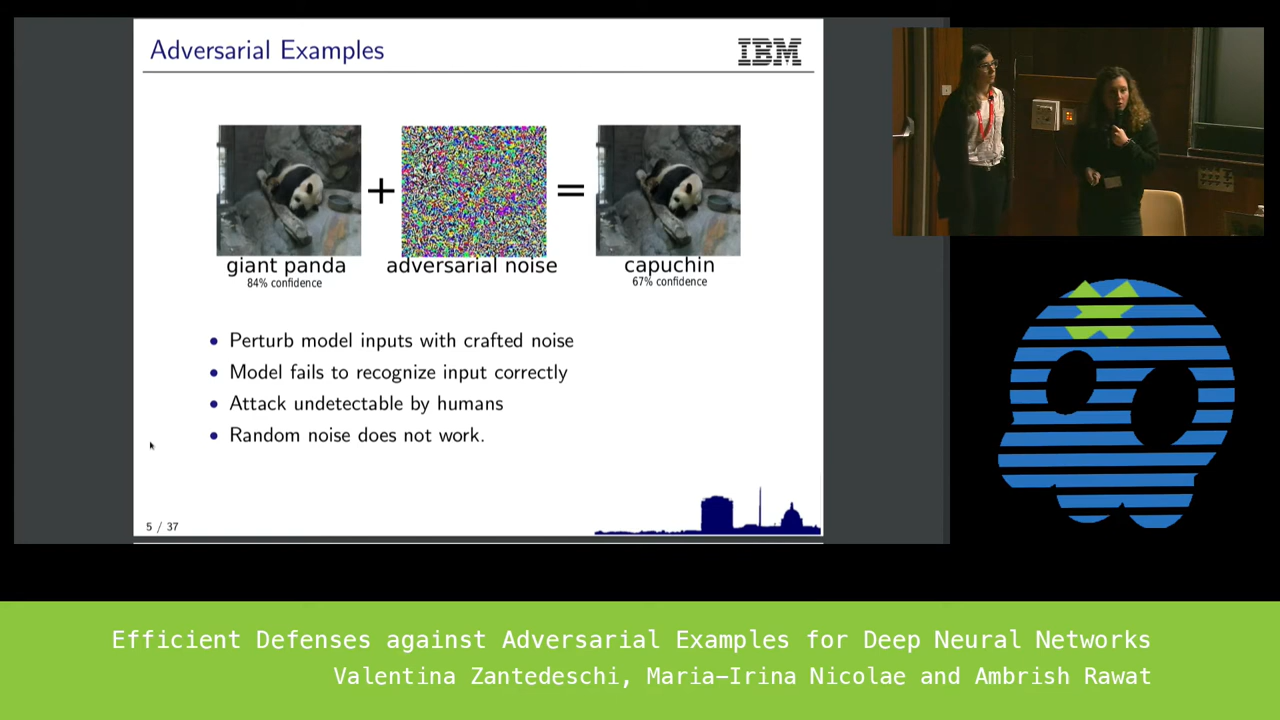 Adversarial Examples
IBM
+
=
giant panda
84% confidence
adversarial noise
capuchin
67% confidence
• Perturb model inputs with crafted noise
• Model fails to recognize input correctly
• Attack undetectable by humans
• Random noise does not work.
5 / 37
Efficient Defenses against Adversarial Examples for Deep Neural Networks
Valentina Zantedeschi, Maria-Irina Nicolae and Ambrish Rawat